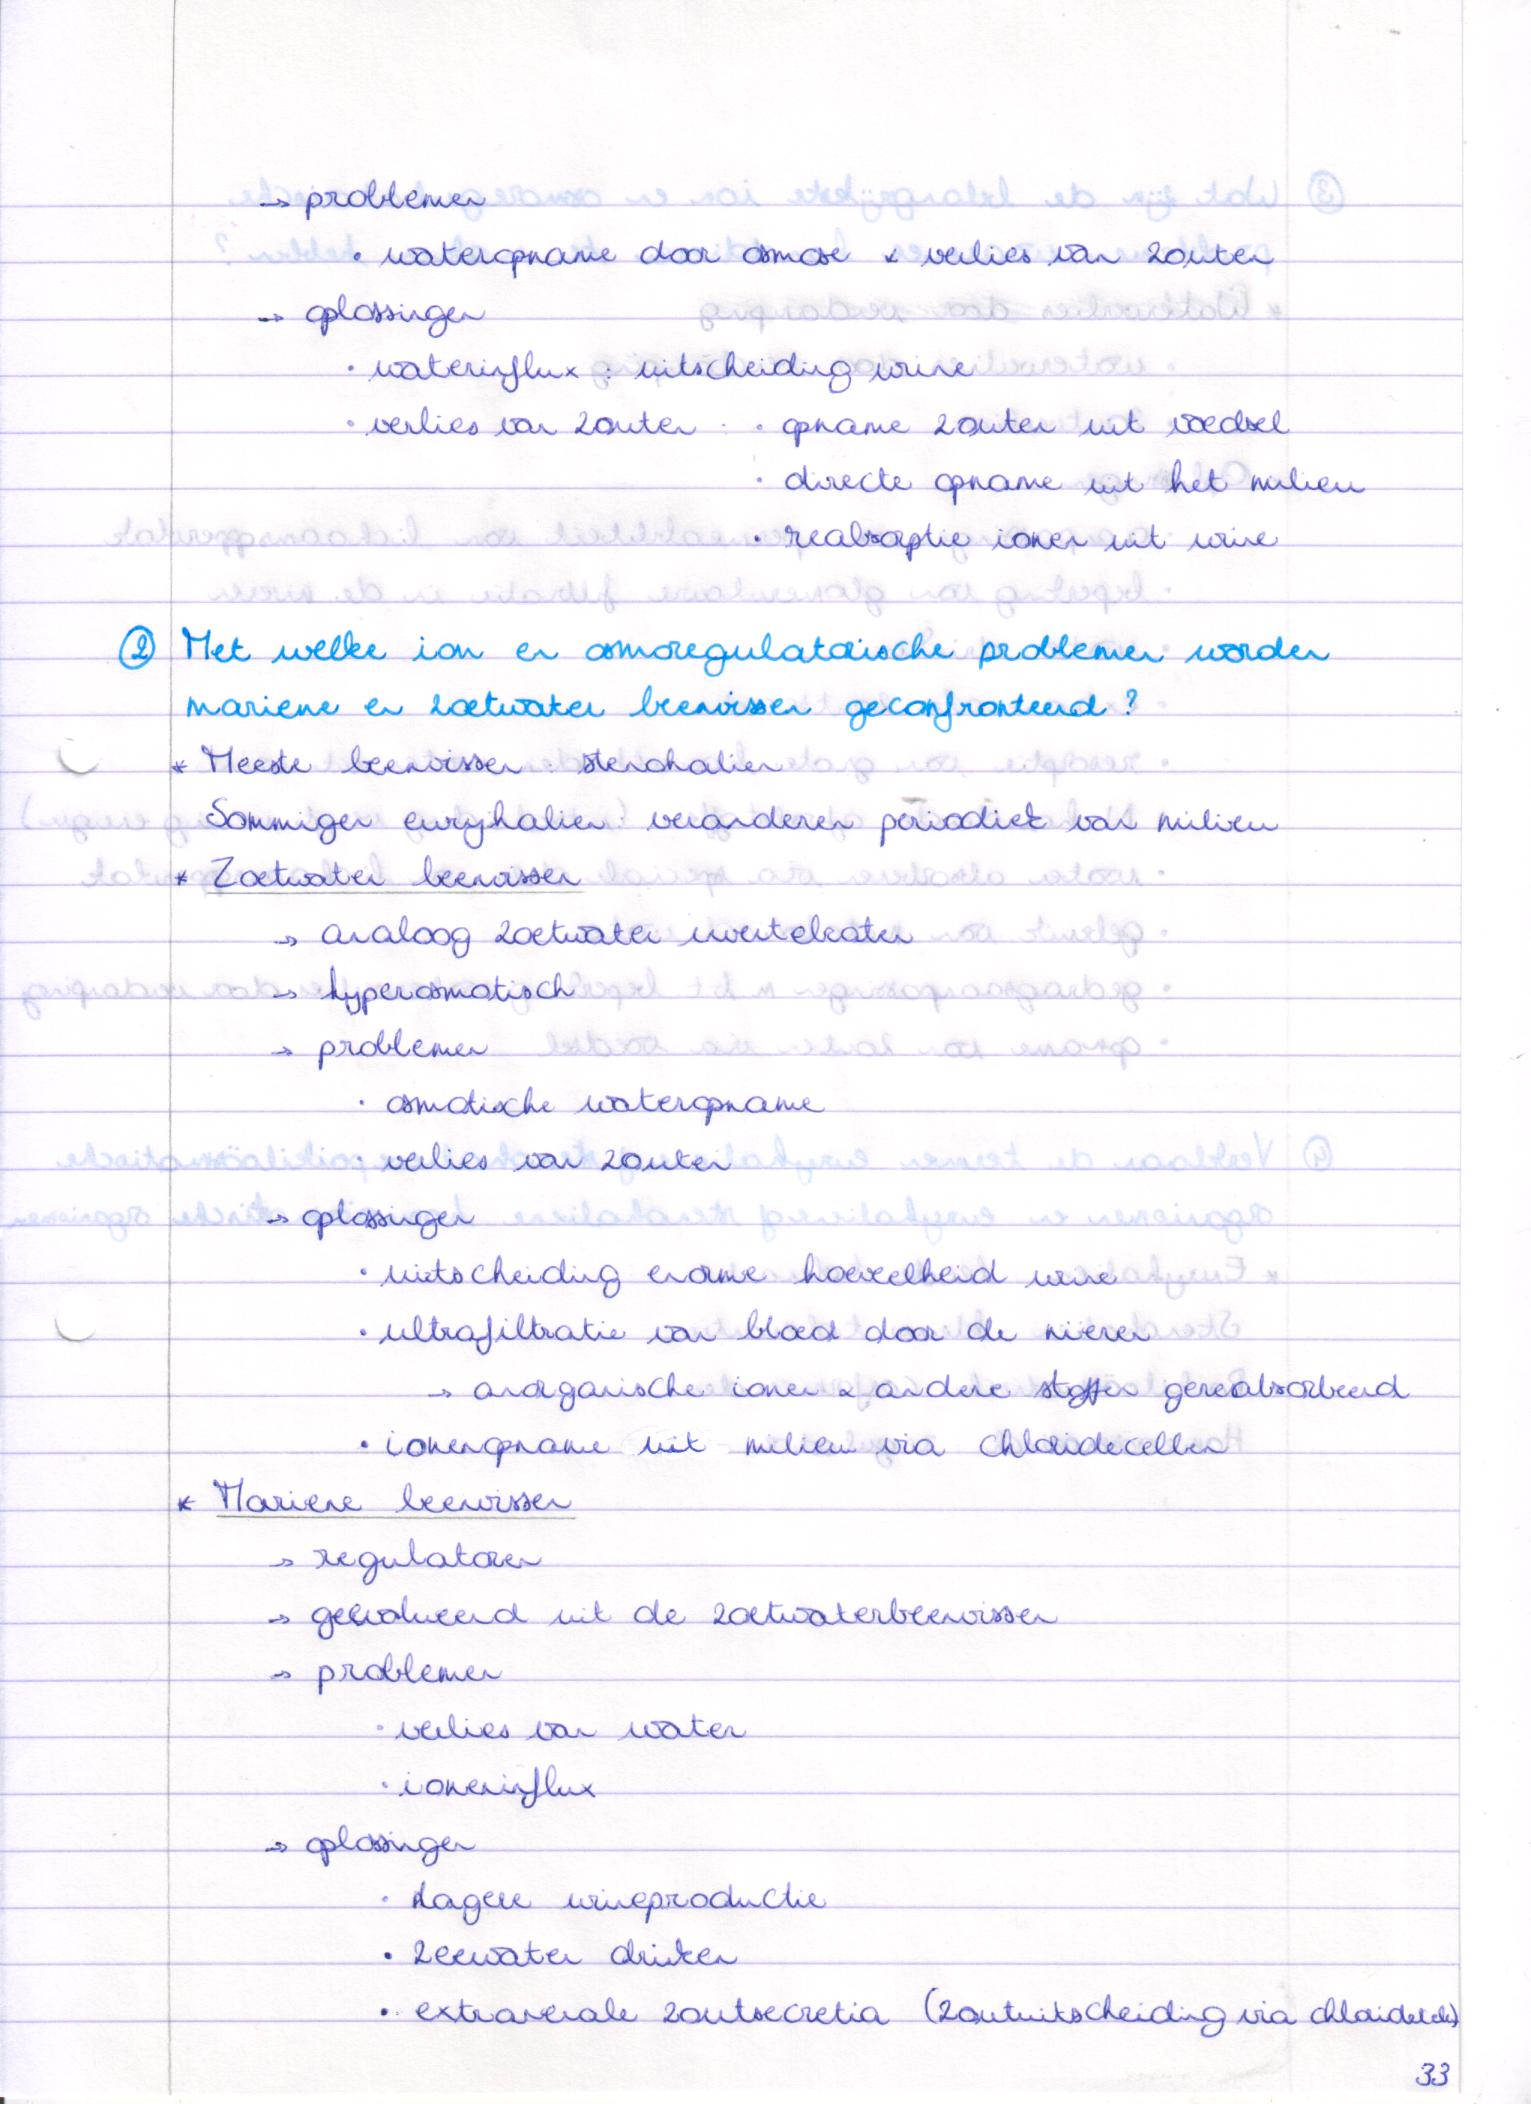 → problemen
• wateropname door osmose & verlies van zouten
→ oplossingen
• waterinflux : uitscheiding urine
• verlies van zouten : • opname zouten uit voedsel
• directe opname uit het milieu
• reabsorptie ionen uit urine
② Met welke ion en osmoregulatorische problemen worden
mariene en zoetwater beenvissen geconfronteerd?
* Meeste beenvissen : stenohalien
Sommigen euryhalien : veranderen periodiek van milieu
* Zoetwater beenvissen
→ analoog zoetwater invertebraten
→ hyperosmotisch
→ problemen
• osmotische wateropname
• verlies van zouten
→ oplossingen
• uitscheiding enorme hoeveelheid urine
• ultrafiltratie van bloed door de nieren
→ anorganische ionen & andere stoffen gereabsorbeerd
• ionenopname uit milieu via chloridecellen
* Mariene beenvissen
→ regulatoren
→ geëvolueerd uit de zoetwaterbeenvissen
→ problemen
• verlies van water
• ioneninflux
→ oplossingen
• lagere urineproductie
• zeewater drinken
• extrarenale zoutsecretia (zoutuitscheiding via
33